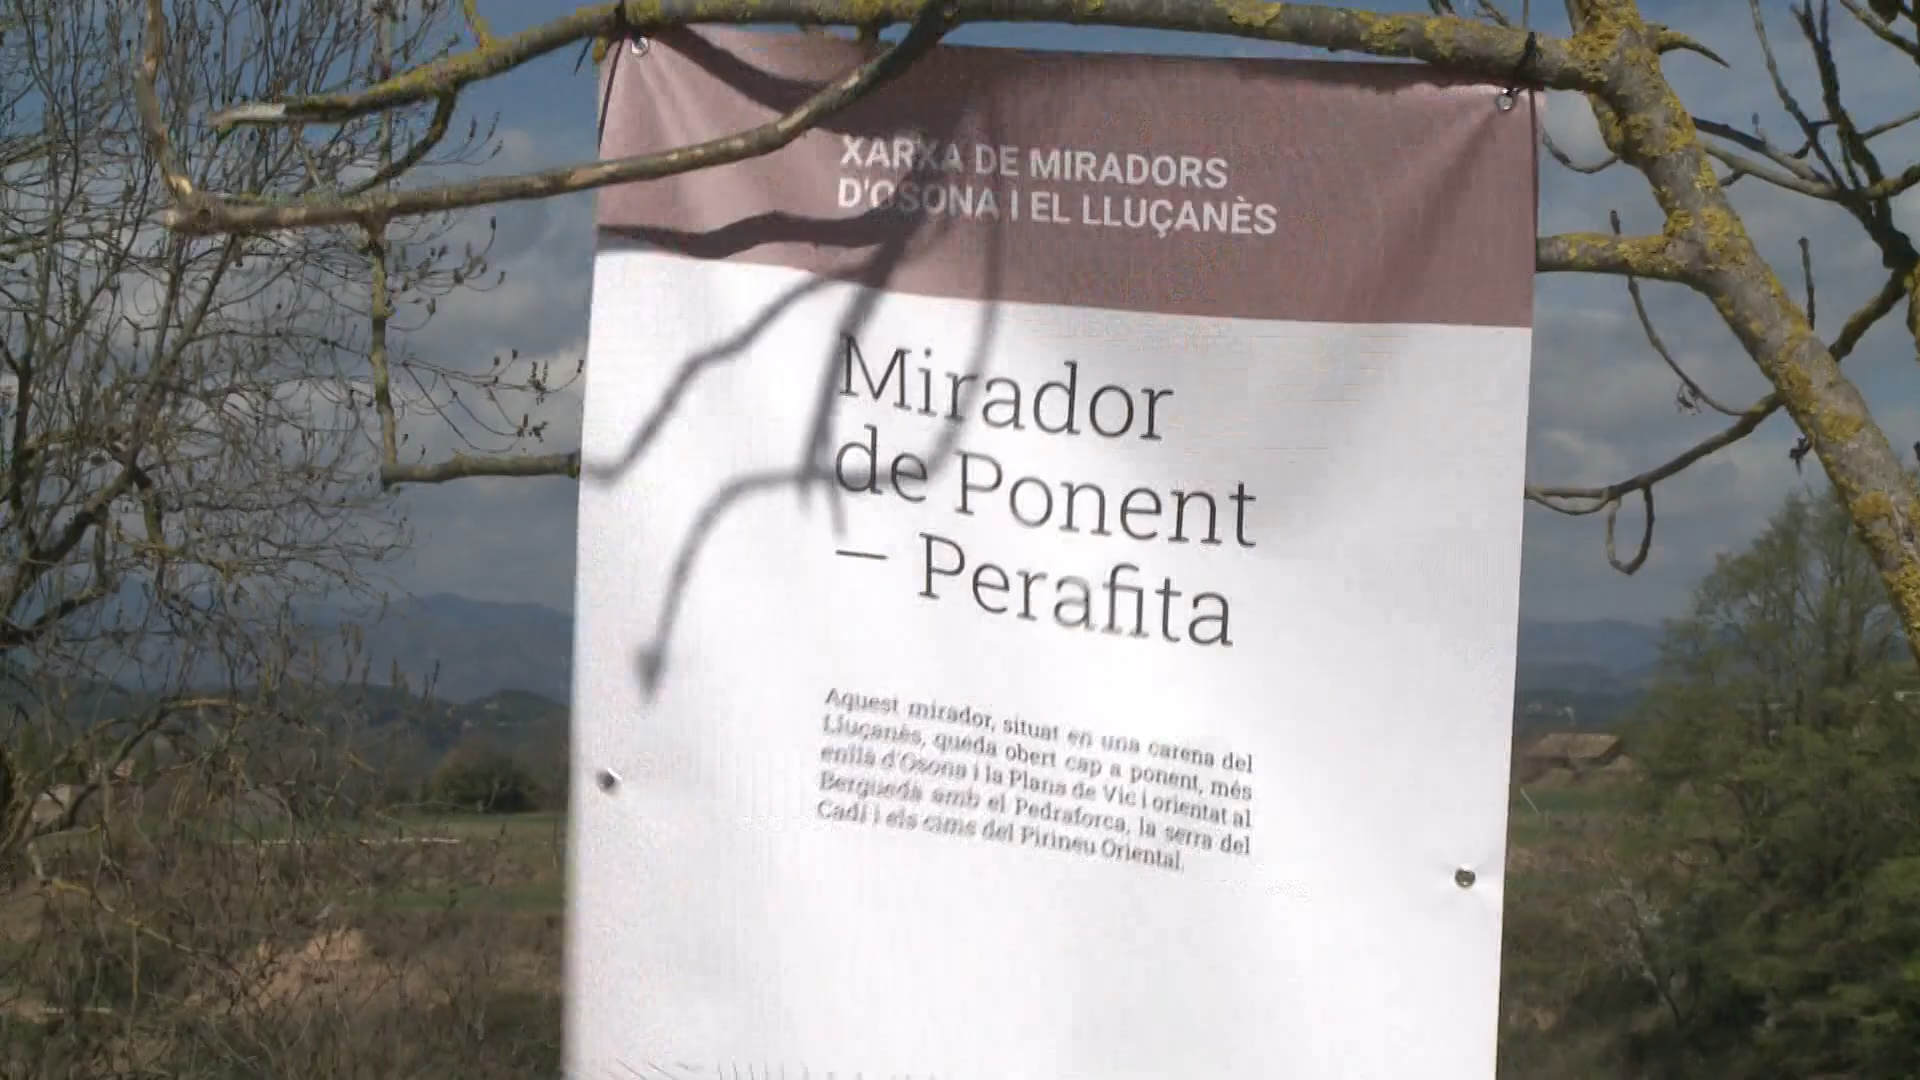 XARXA DE MIRADORS
D'OSONA I EL LLUÇANÈS
Mirador
de Ponent
– Perafita
Aquest mirador, situat en una carena del
Lluçanès, queda obert cap a ponent, més
enllà d'Osona i la Plana de Vic i orientat al
Berguedà amb el Pedraforca, la serra del
Cadí i els cims del Pirineu Oriental.